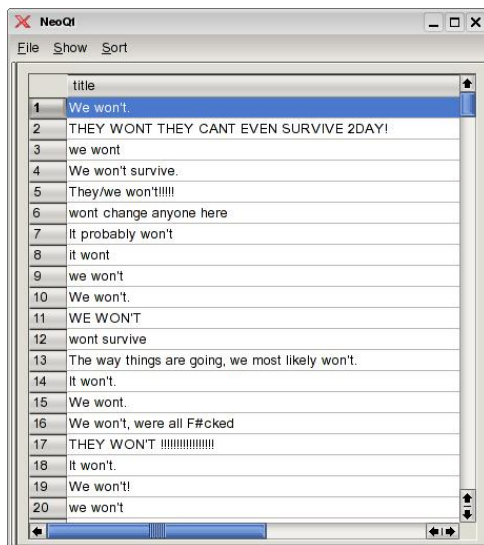 NeoQt
File Show Sort
title
1 We won't.
2 THEY WONT THEY CANT EVEN SURVIVE 2DAY!
3 we wont
4 We won't survive.
5 They/we won't!!!!!
6 wont change anyone here
7 It probably won't
8 it wont
9 we won't
10 We won't.
11 WE WON'T
12 wont survive
13 The way things are going, we most likely won't.
14 It won't.
15 We wont.
16 We won't, were all F#cked
17 THEY WON'T !!!!!!!!!!!!!!!!!
18 It won't.
19 We won't!
20 we won't